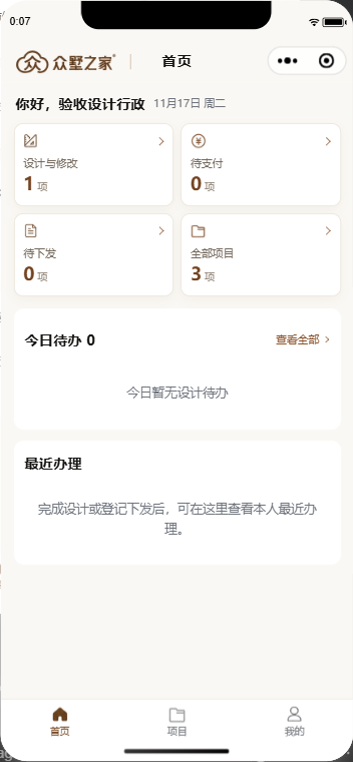 0:07
众墅之家
首页
你好，验收设计行政 11月17日 周二
设计与修改
1 项
待支付
0 项
待下发
0 项
全部项目
3 项
今日待办 0
查看全部
今日暂无设计待办
最近办理
完成设计或登记下发后，可在这里查看本人最近办
理。
首页
项目
我的